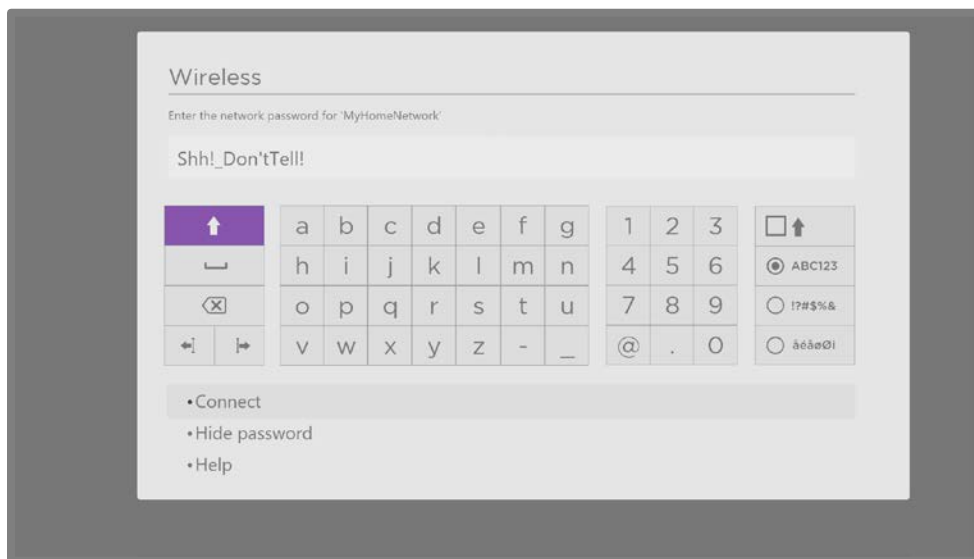 Wireless
Enter the network password for 'MyHomeNetwork'
Shh!_Don'tTell!
a b c d e f g 1 2 3
h i j k l m n 4 5 6 ABC123
o p q r s t u 7 8 9 !?#$%&
v w x y z - _ @ . 0 áéåøØi
•Connect
•Hide password
•Help